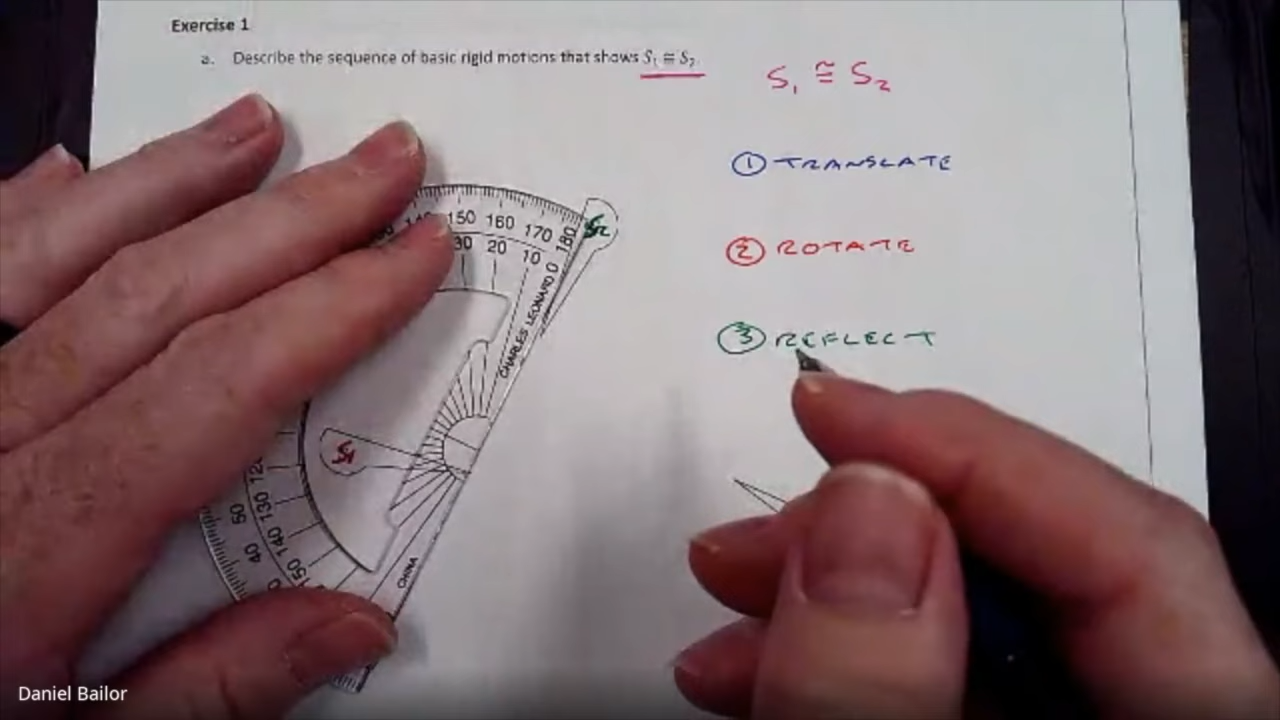 Exercise 1
a. Describe the sequence of basic rigid motions that shows S₁ ≅ S₂.
S₁ ≅ S₂
① TRANSLATE
② ROTATE
③ REFLECT
150 160 170 180
30 20 10 0
CHARLES LEONARD
S₂
S₁
120
130
140
150
50
40
CHINA
Daniel Bailor